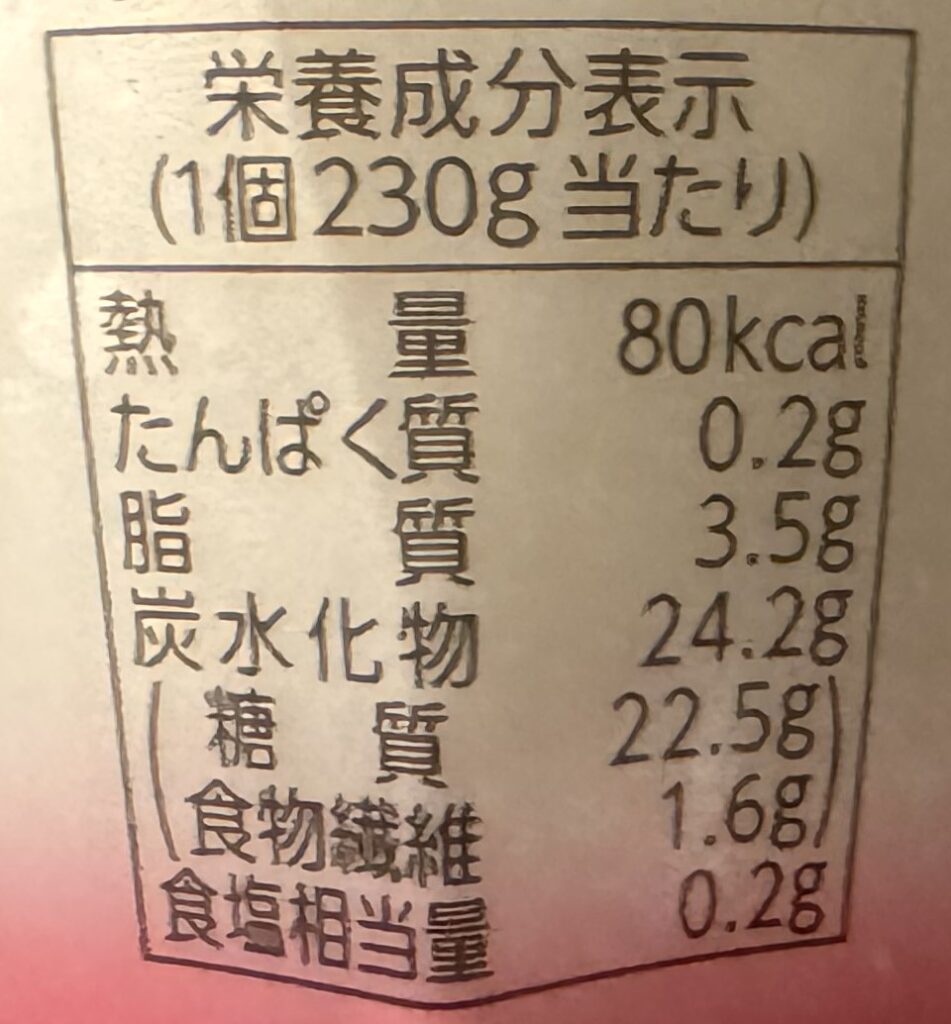 栄養成分表示
(1個230g当たり)
熱量 80kcal
たんぱく質 0.2g
脂質 3.5g
炭水化物 24.2g
(糖質 22.5g)
(食物繊維 1.6g)
食塩相当量 0.2g